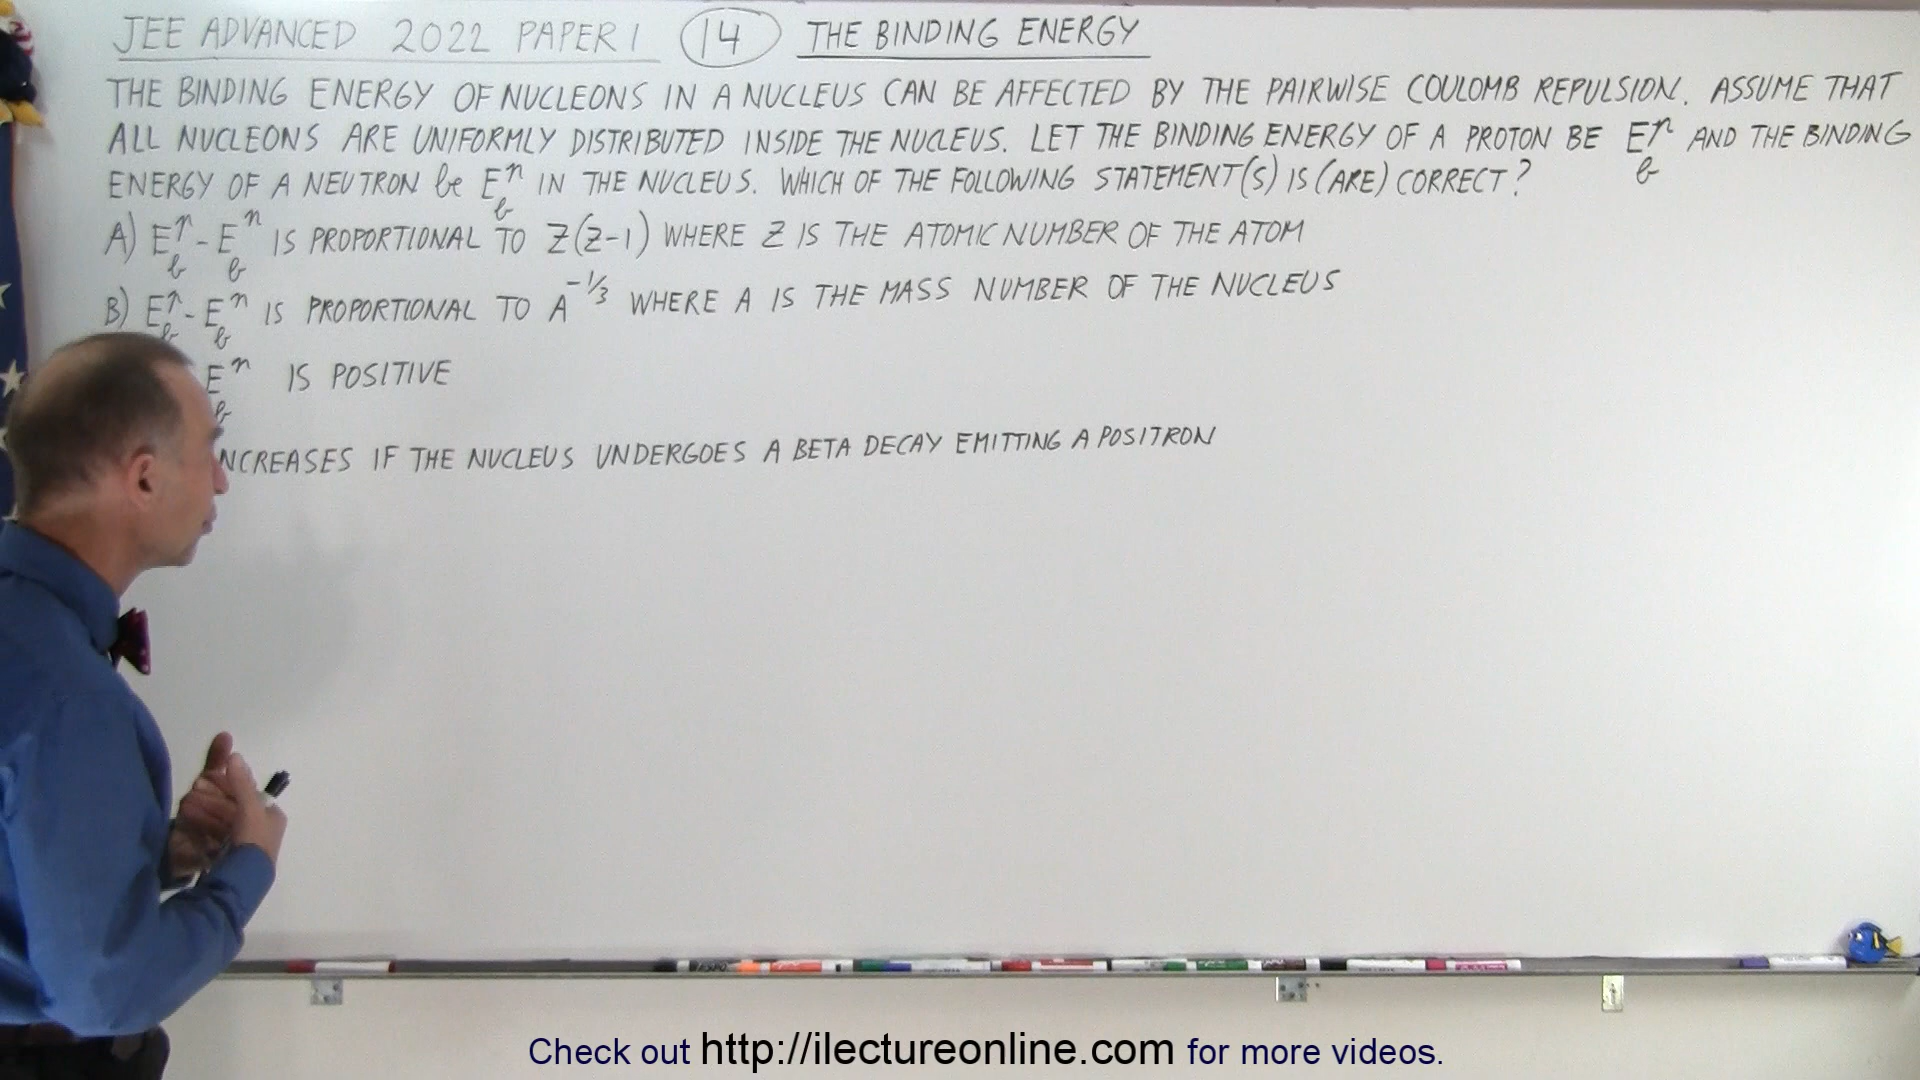 JEE ADVANCED 2022 PAPER 1 14 THE BINDING ENERGY
THE BINDING ENERGY OF NUCLEONS IN A NUCLEUS CAN BE AFFECTED BY THE PAIRWISE COULOMB REPULSION. ASSUME THAT
ALL NUCLEONS ARE UNIFORMLY DISTRIBUTED INSIDE THE NUCLEUS. LET THE BINDING ENERGY OF A PROTON BE E_b^p AND THE BINDING
ENERGY OF A NEUTRON be E_b^n IN THE NUCLEUS. WHICH OF THE FOLLOWING STATEMENT(S) IS (ARE) CORRECT?
A) E_b^p - E_b^n IS PROPORTIONAL TO Z(Z-1) WHERE Z IS THE ATOMIC NUMBER OF THE ATOM
B) E_b^p - E_b^n IS PROPORTIONAL TO A^-1/3 WHERE A IS THE MASS NUMBER OF THE NUCLEUS
E_b^n IS POSITIVE
NCREASES IF THE NUCLEUS UNDERGOES A BETA DECAY EMITTING A POSITRON
EXPO
Check out http://ilectureonline.com for more videos.